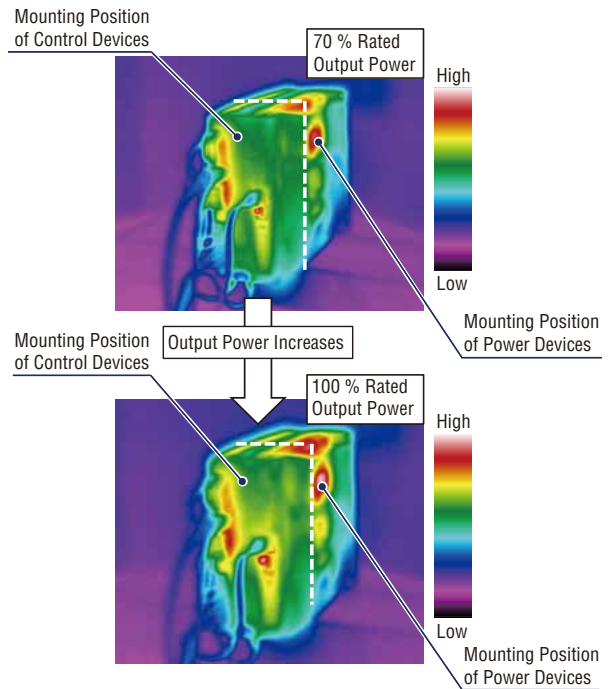 Mounting Position
of Control Devices
70 % Rated
Output Power
High
Low
Mounting Position
of Power Devices
Output Power Increases
Mounting Position
of Control Devices
100 % Rated
Output Power
High
Low
Mounting Position
of Power Devices